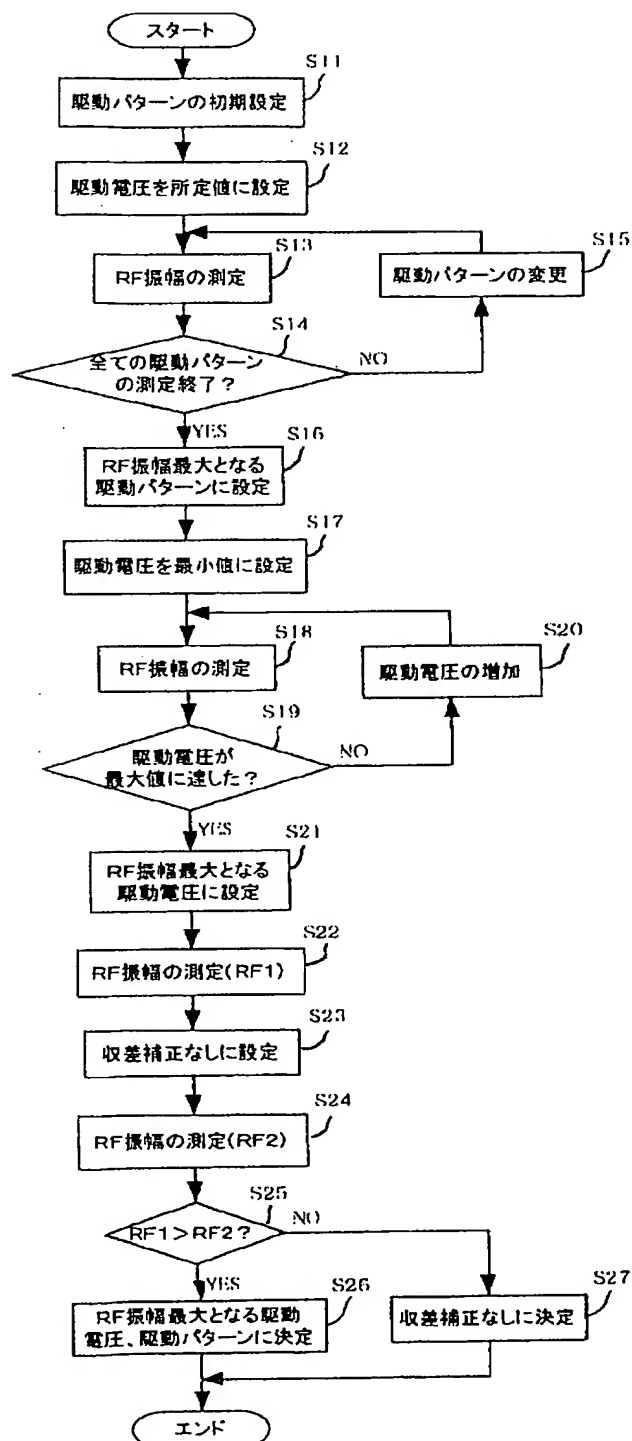 スタート
S11
駆動パターンの初期設定
S12
駆動電圧を所定値に設定
S13
RF振幅の測定
S15
駆動パターンの変更
S14
全ての駆動パターン
の測定終了?
NO
YES
S16
RF振幅最大となる
駆動パターンに設定
S17
駆動電圧を最小値に設定
S18
RF振幅の測定
S20
駆動電圧の増加
S19
駆動電圧が
最大値に達した?
NO
YES
S21
RF振幅最大となる
駆動電圧に設定
S22
RF振幅の測定(RF1)
S23
収差補正なしに設定
S24
RF振幅の測定(RF2)
S25
RF1>RF2?
NO
YES
S26
RF振幅最大となる駆動
電圧、駆動パターンに決定
S27
収差補正なしに決定
エンド